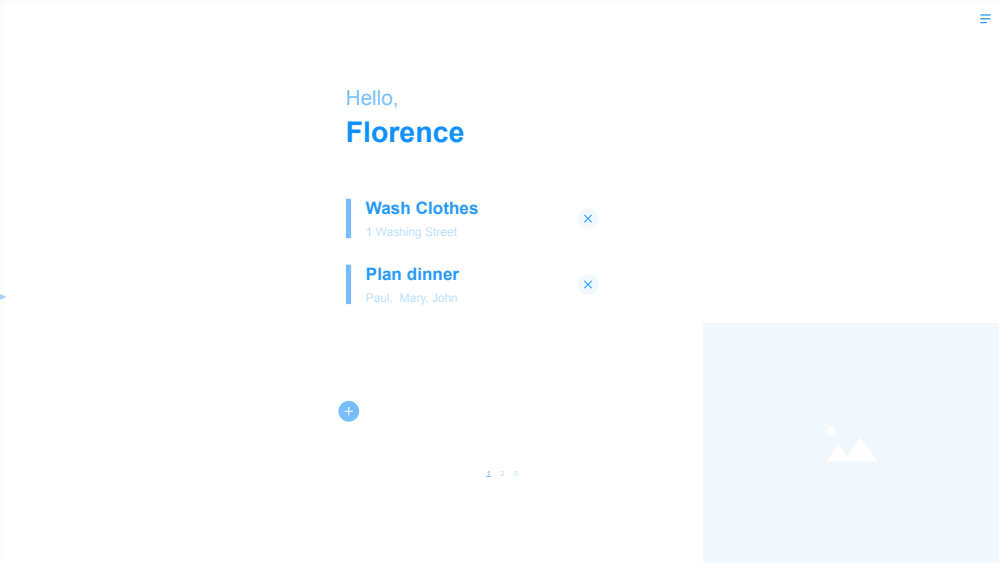 Hello,
Florence
Wash Clothes
1 Washing Street
Plan dinner
Paul,  Mary, John
1 2 3